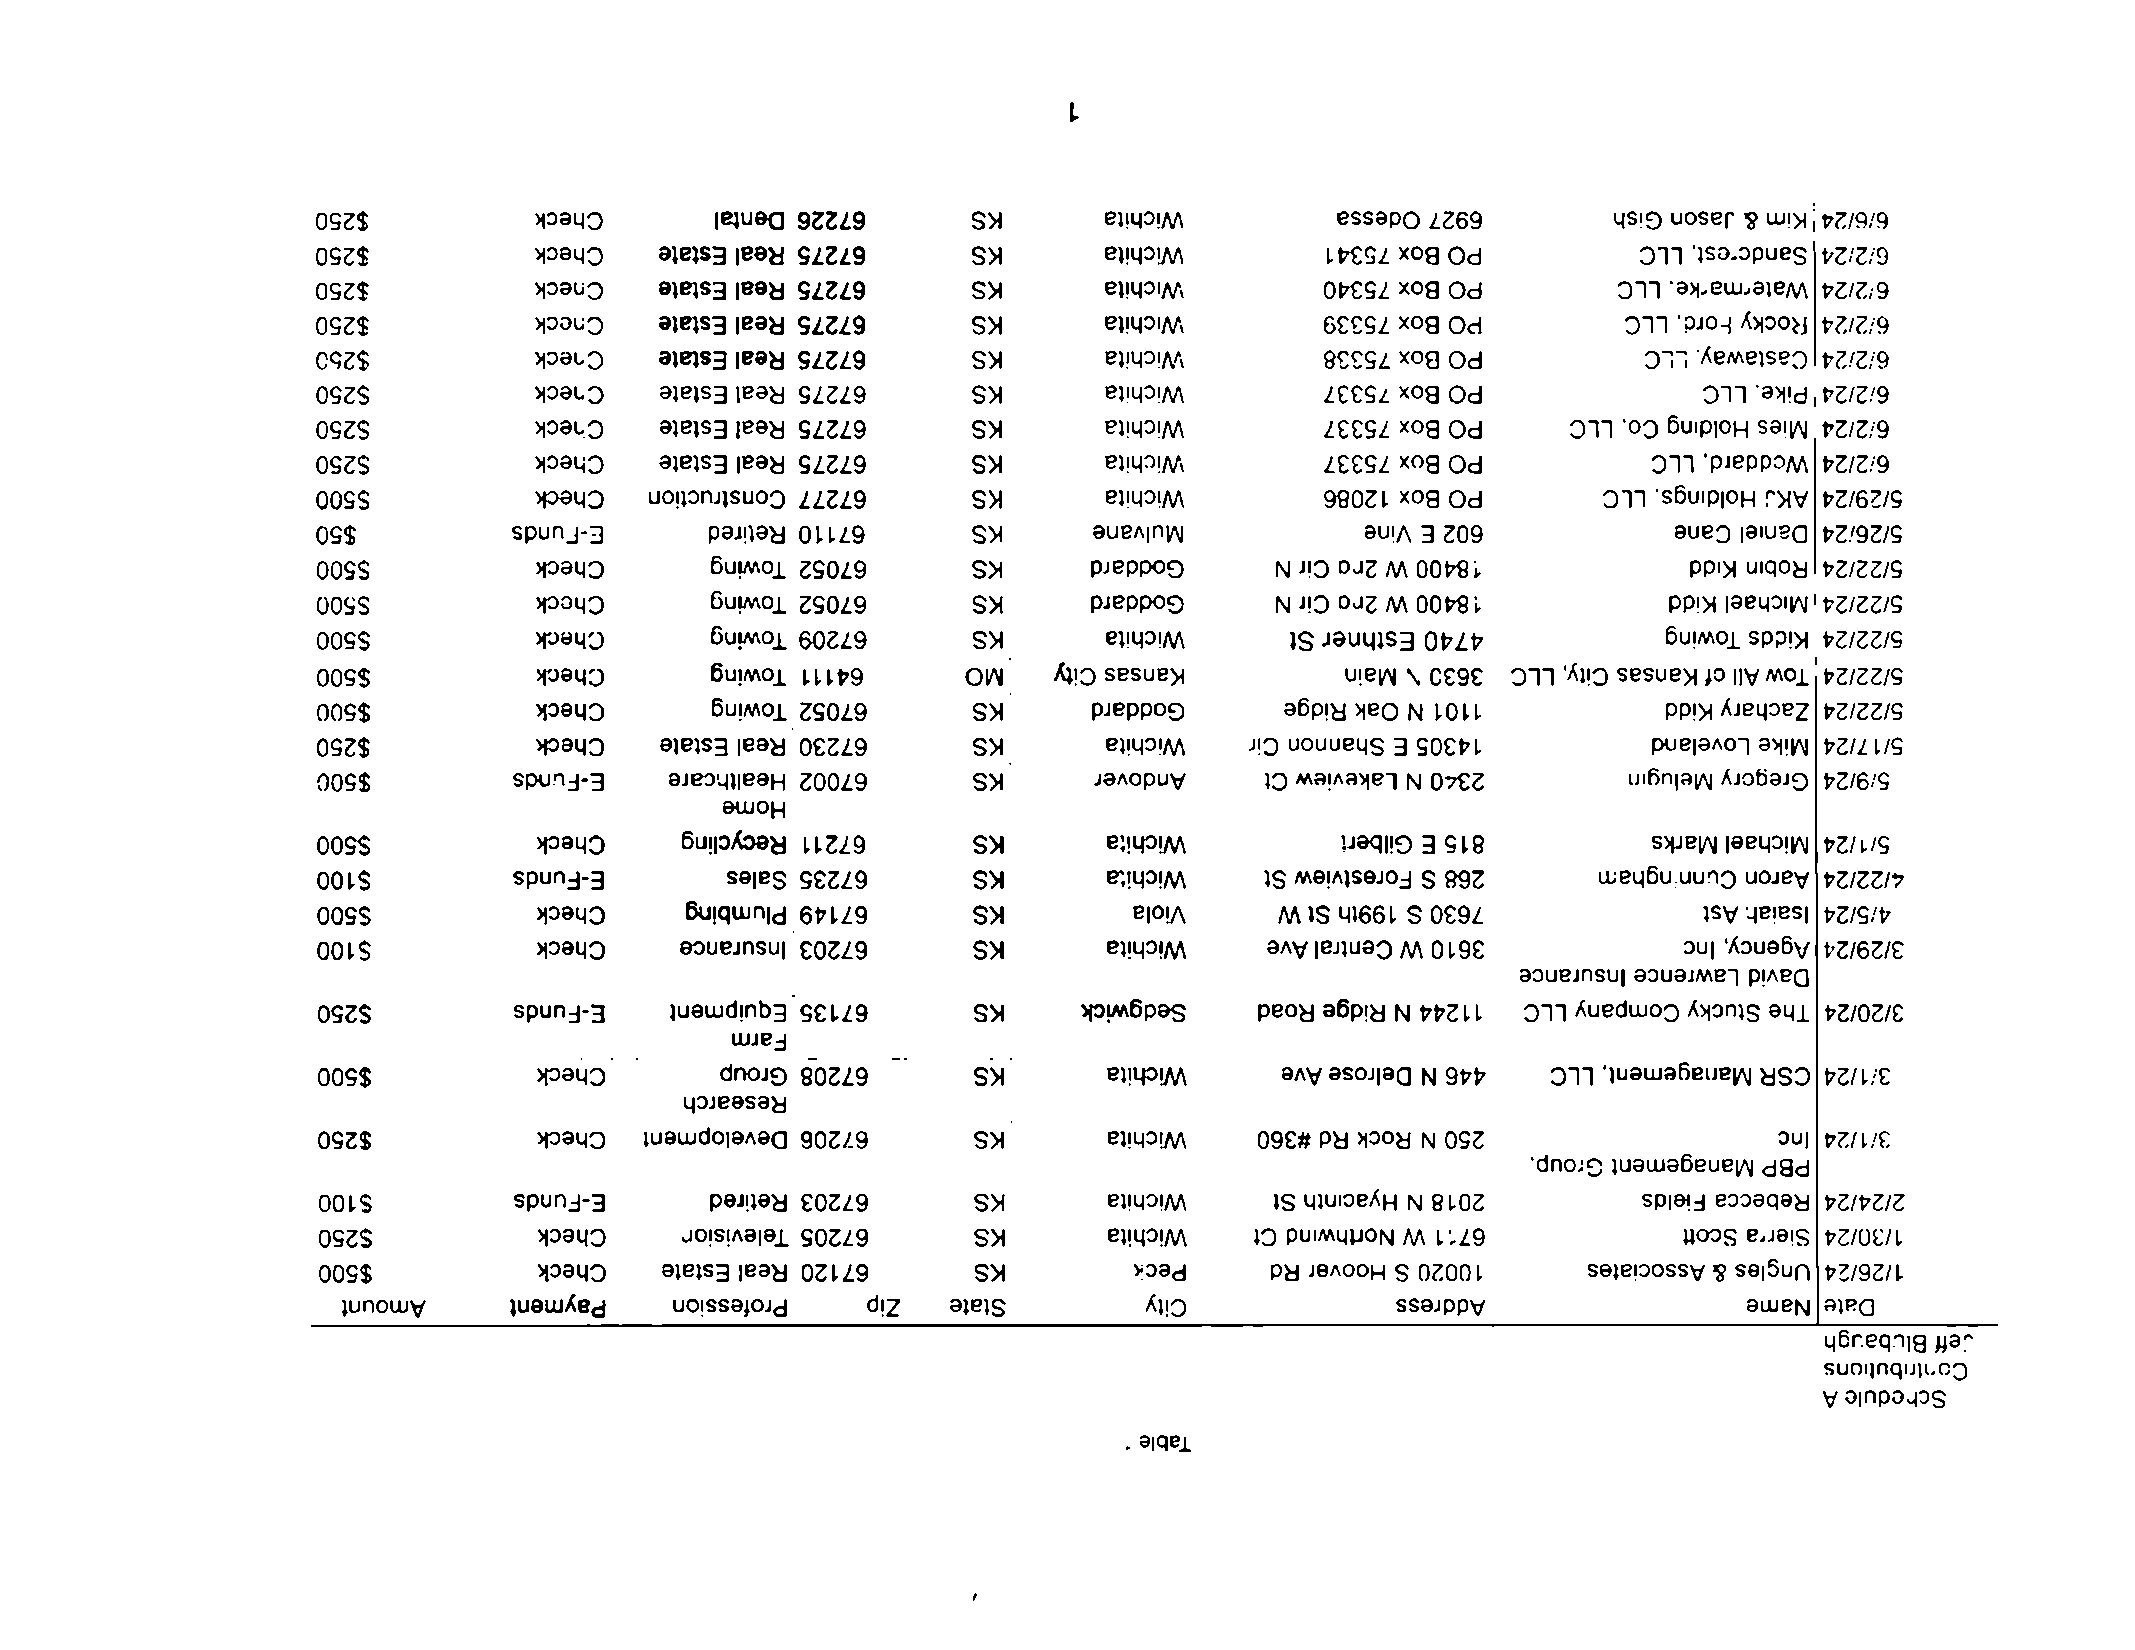 Table
Schedule A
Contributions
Jeff Blubaugh
Date Name Address City State Zip Profession Payment Amount
1/26/24 Ungles & Associates 10020 S Hoover Rd Peck KS 67120 Real Estate Check $500
1/30/24 Sierra Scott W Northwind Ct Wichita KS 67205 Television Check $250
2/24/24 Rebecca Fields 2018 N Hyacinth St Wichita KS 67203 Retired E-Funds $100
PBP Management Group,
3/1/24 Inc 250 N Rock Rd #360 Wichita KS 67206 Development Check $250
Research
3/1/24 CSR Management, LLC 446 N Delrose Ave Wichita KS 67208 Group Check $500
Farm
3/20/24 The Stucky Company LLC 11244 N Ridge Road Sedgwick KS 67135 Equipment E-Funds $250
David Lawrence Insurance
3/29/24 Agency, Inc 3610 W Central Ave Wichita KS 67203 Insurance Check $100
4/5/24 Isaiah Ast 7630 S 199th St W Viola KS 67149 Plumbing Check $500
4/22/24 Aaron Cunningham 268 S Forestview St Wichita KS 67235 Sales E-Funds $100
5/1/24 Michael Marks 815 E Gilbert Wichita KS 67211 Recycling Check $500
Home
5/9/24 Gregory Melugin 2340 N Lakeview Ct Andover KS 67002 Healthcare E-Funds $500
5/17/24 Mike Loveland 14305 E Shannon Cir Wichita KS 67230 Real Estate Check $250
5/22/24 Zachary Kidd 1101 N Oak Ridge Goddard KS 67052 Towing Check $500
5/22/24 Tow All of Kansas City, LLC 3630 Main Kansas City MO 64111 Towing Check $500
5/22/24 Kidds Towing 4740 Esthner St Wichita KS 67209 Towing Check $500
5/22/24 Michael Kidd 18400 W 2nd Cir N Goddard KS 67052 Towing Check $500
5/22/24 Robin Kidd 18400 W 2nd Cir N Goddard KS 67052 Towing Check $500
5/26/24 Daniel Cane 602 E Vine Mulvane KS 67110 Retired E-Funds $50
5/29/24 AKJ Holdings, LLC PO Box 12086 Wichita KS 67277 Construction Check $500
6/2/24 Woodard, LLC PO Box 75337 Wichita KS 67275 Real Estate Check $250
6/2/24 Mies Holding Co, LLC PO Box 75337 Wichita KS 67275 Real Estate Check $250
6/2/24 Pike, LLC PO Box 75337 Wichita KS 67275 Real Estate Check $250
6/2/24 Castaway, LLC PO Box 75338 Wichita KS 67275 Real Estate Check $250
6/2/24 Rocky Ford, LLC PO Box 75339 Wichita KS 67275 Real Estate Check $250
6/2/24 Watermarke, LLC PO Box 75340 Wichita KS 67275 Real Estate Check $250
6/2/24 Sandcrest, LLC PO Box 75341 Wichita KS 67275 Real Estate Check $250
6/6/24 Kim & Jason Gish 6927 Odessa Wichita KS 67226 Dental Check $250
1